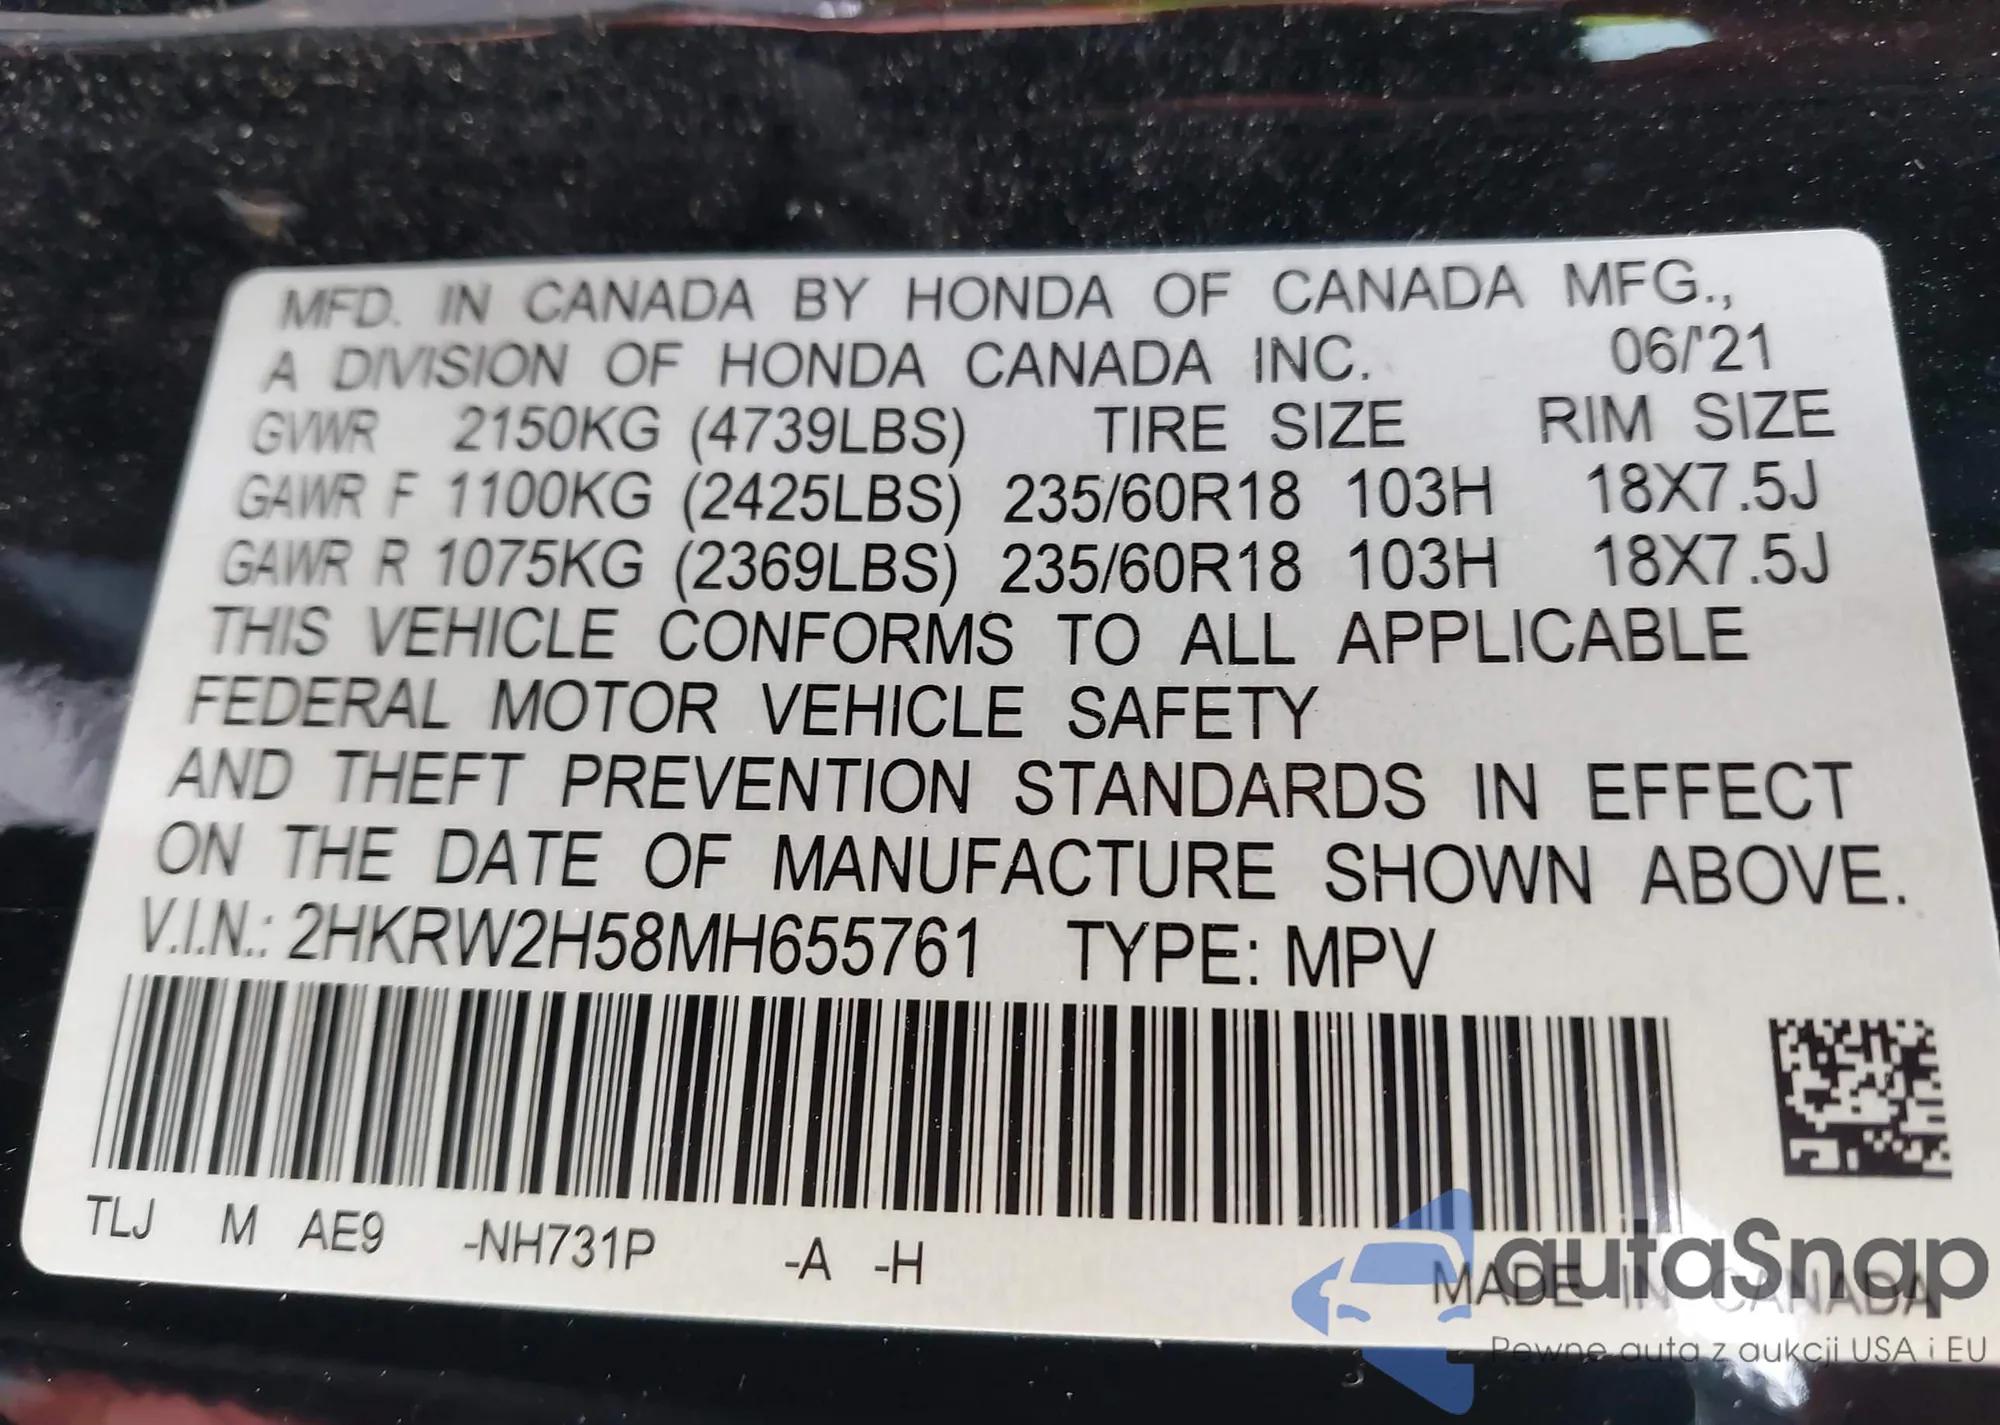 MFD. IN CANADA BY HONDA OF CANADA MFG.,
A DIVISION OF HONDA CANADA INC. 06/'21
GVWR 2150KG (4739LBS) TIRE SIZE RIM SIZE
GAWR F 1100KG (2425LBS) 235/60R18 103H 18X7.5J
GAWR R 1075KG (2369LBS) 235/60R18 103H 18X7.5J
THIS VEHICLE CONFORMS TO ALL APPLICABLE
FEDERAL MOTOR VEHICLE SAFETY
AND THEFT PREVENTION STANDARDS IN EFFECT
ON THE DATE OF MANUFACTURE SHOWN ABOVE.
V.I.N.: 2HKRW2H58MH655761 TYPE: MPV
TLJ M AE9 -NH731P -A -H
MADE IN CANADA
autaSnap
Pewne auta z aukcji USA i EU